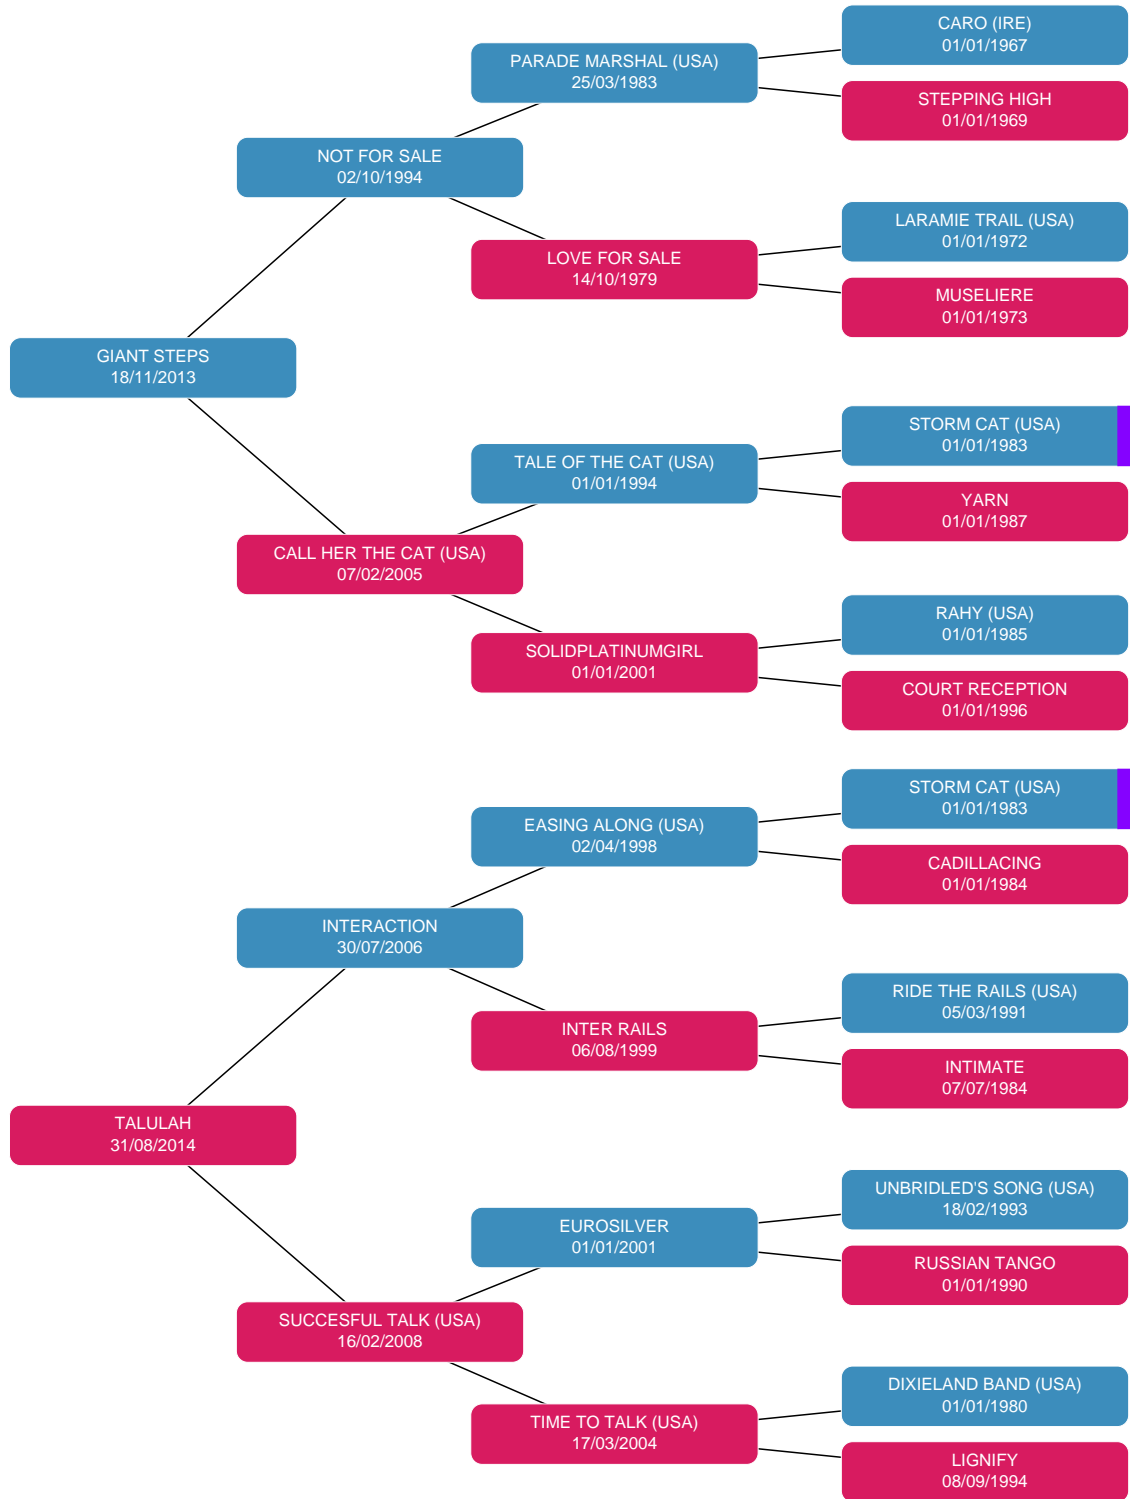 CARO (IRE)
01/01/1967
PARADE MARSHAL (USA)
25/03/1983
STEPPING HIGH
01/01/1969
NOT FOR SALE
02/10/1994
LARAMIE TRAIL (USA)
01/01/1972
LOVE FOR SALE
14/10/1979
MUSELIERE
01/01/1973
GIANT STEPS
18/11/2013
STORM CAT (USA)
01/01/1983
TALE OF THE CAT (USA)
01/01/1994
YARN
01/01/1987
CALL HER THE CAT (USA)
07/02/2005
RAHY (USA)
01/01/1985
SOLIDPLATINUMGIRL
01/01/2001
COURT RECEPTION
01/01/1996
STORM CAT (USA)
01/01/1983
EASING ALONG (USA)
02/04/1998
CADILLACING
01/01/1984
INTERACTION
30/07/2006
RIDE THE RAILS (USA)
05/03/1991
INTER RAILS
06/08/1999
INTIMATE
07/07/1984
TALULAH
31/08/2014
UNBRIDLED'S SONG (USA)
18/02/1993
EUROSILVER
01/01/2001
RUSSIAN TANGO
01/01/1990
SUCCESFUL TALK (USA)
16/02/2008
DIXIELAND BAND (USA)
01/01/1980
TIME TO TALK (USA)
17/03/2004
LIGNIFY
08/09/1994